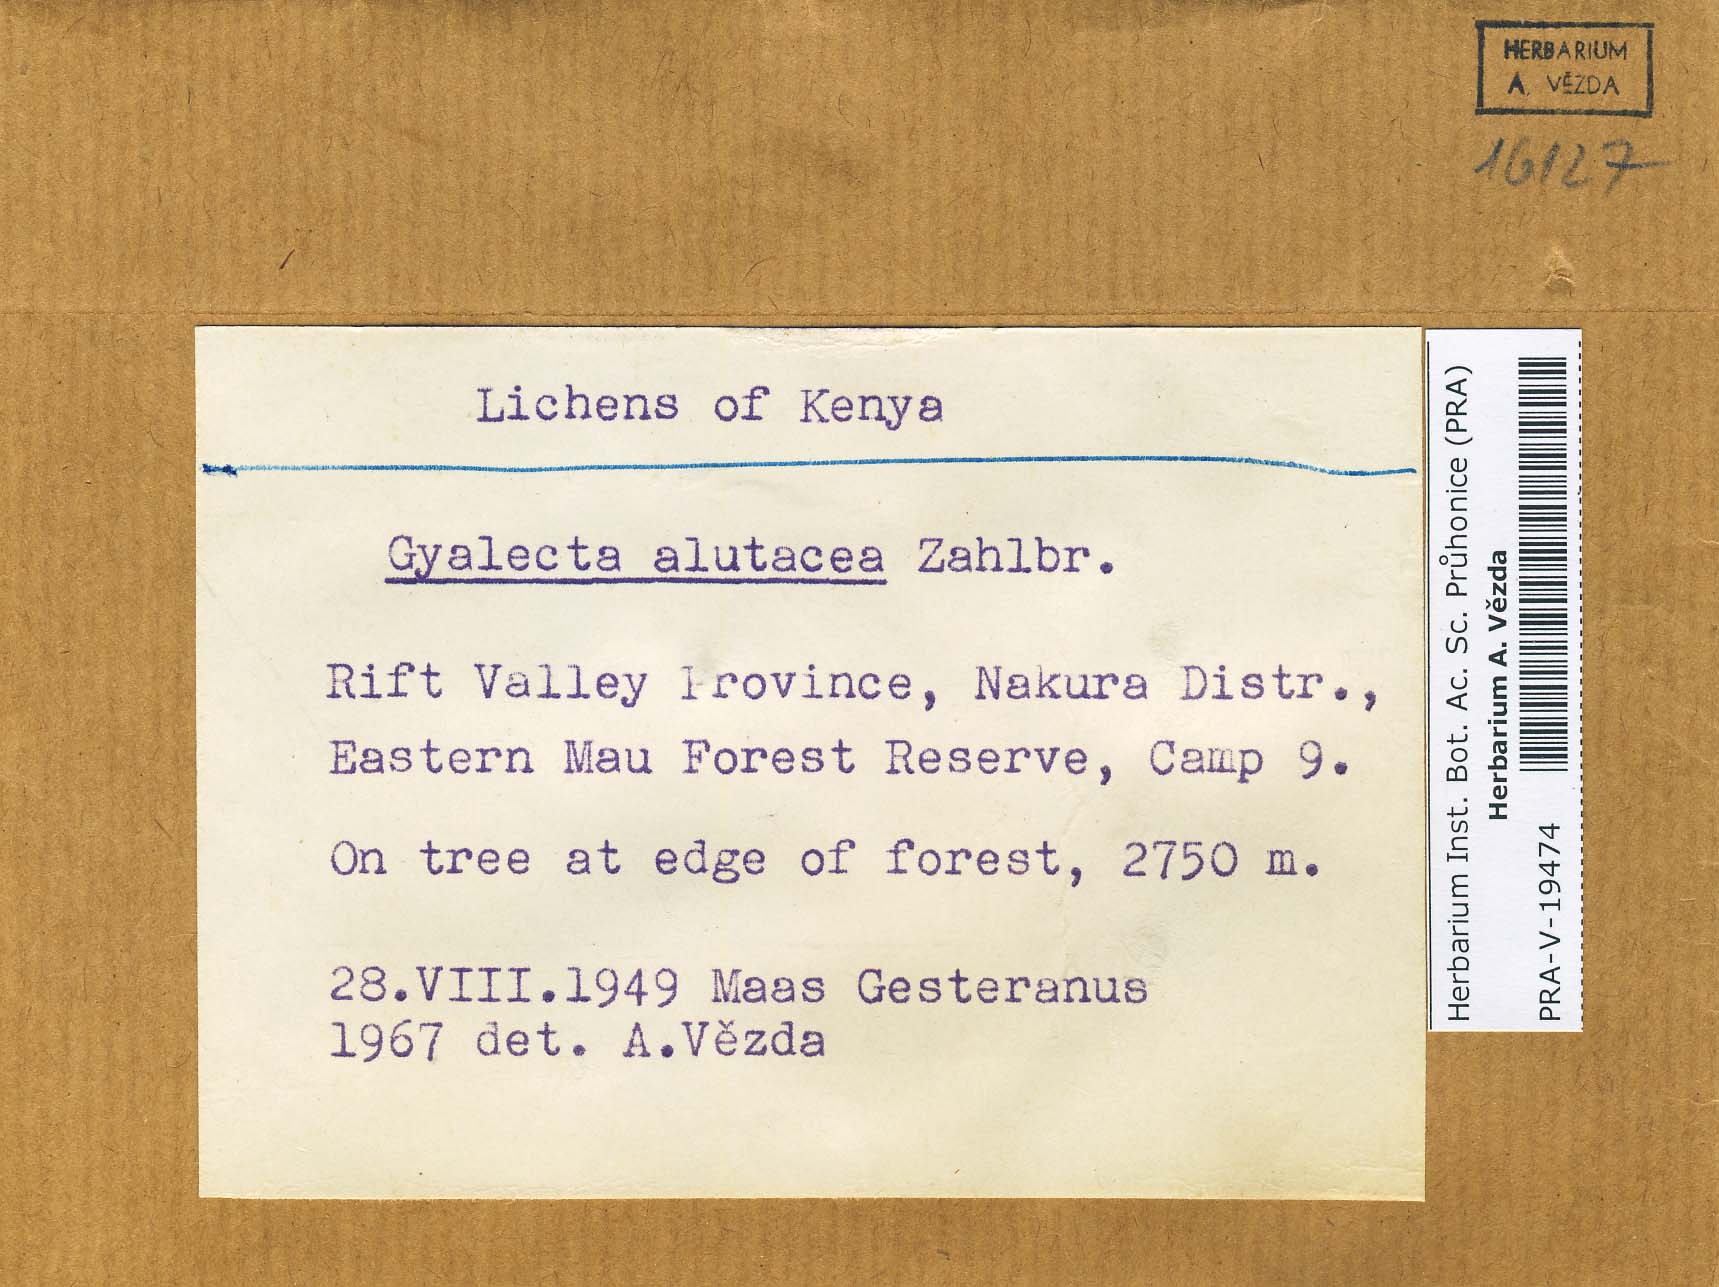 HERBARIUM
A. VĚZDA
16127
Lichens of Kenya
Gyalecta alutacea Zahlbr.
Rift Valley Province, Nakura Distr.,
Eastern Mau Forest Reserve, Camp 9.
On tree at edge of forest, 2750 m.
28.VIII.1949 Maas Gesteranus
1967 det. A.Vězda
Herbarium Inst. Bot. Ac. Sc. Průhonice (PRA)
Herbarium A. Vězda
PRA-V-19474